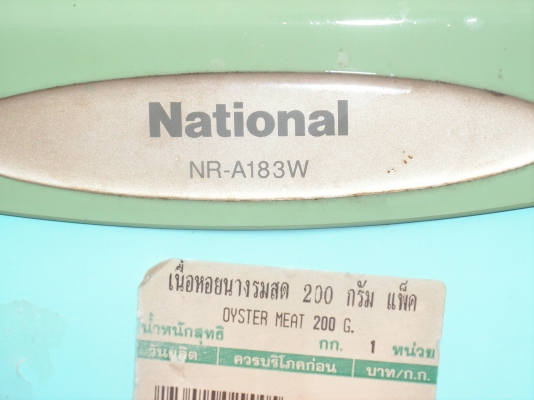 National
NR-A183W
เนื้อหอยนางรมสด 200 กรัม แพ็ค
OYSTER MEAT 200 G.
น้ำหนักสุทธิ กก. 1 หน่วย
วันผลิต ควรบริโภคก่อน บาท/ก.ก.